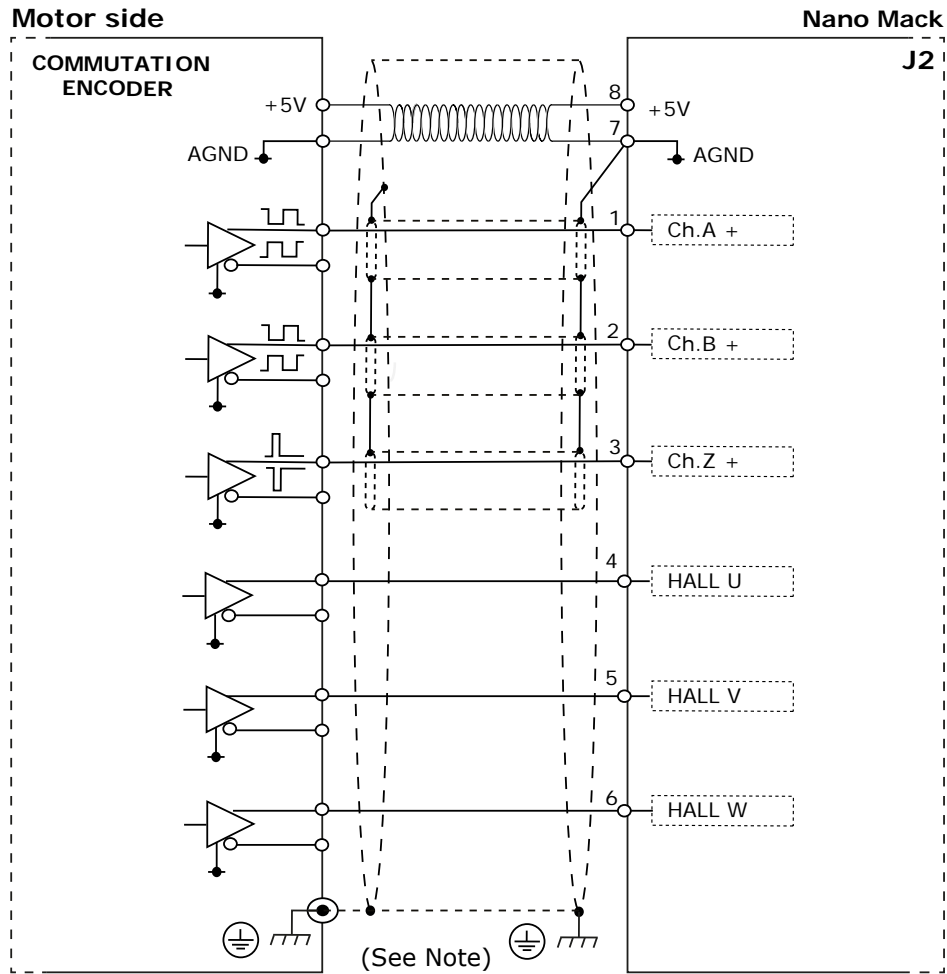 Motor side
Nano Mack
COMMUTATION
ENCODER
J2
+5V
8
+5V
7
AGND
AGND
1
Ch.A +
2
Ch.B +
3
Ch.Z +
4
HALL U
5
HALL V
6
HALL W
(See Note)